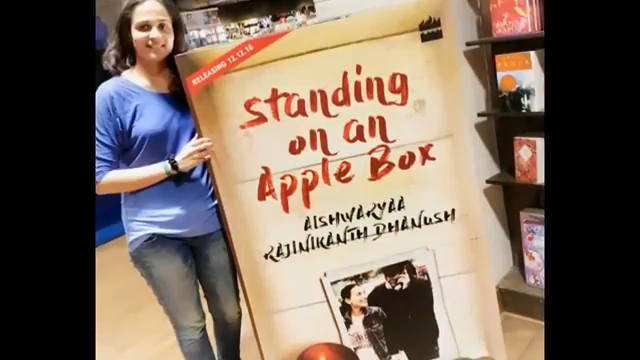 RELEASING 12.12.16
Standing
on an
Apple Box
AISHWARYAA
RAJINIKANTH DHANUSH